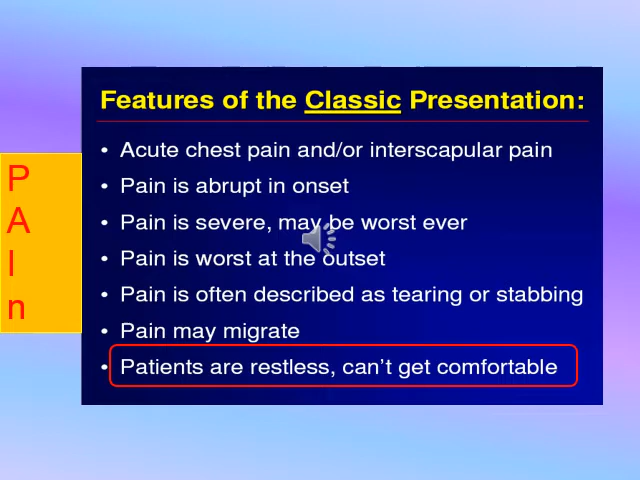 Features of the Classic Presentation:
• Acute chest pain and/or interscapular pain
• Pain is abrupt in onset
• Pain is severe, may be worst ever
• Pain is worst at the outset
• Pain is often described as tearing or stabbing
• Pain may migrate
• Patients are restless, can't get comfortable
P
A
I
n